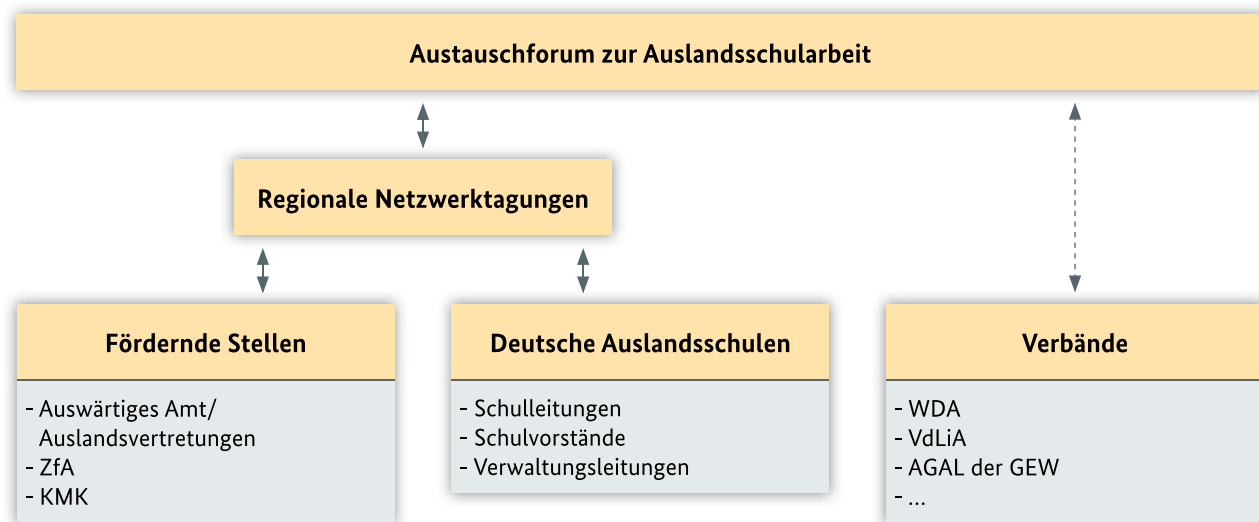 Austauschforum zur Auslandsschularbeit
Regionale Netzwerktagungen
Fördernde Stellen
- Auswärtiges Amt/
Auslandsvertretungen
- ZfA
- KMK
Deutsche Auslandsschulen
- Schulleitungen
- Schulvorstände
- Verwaltungsleitungen
Verbände
- WDA
- VdLiA
- AGAL der GEW
- ...